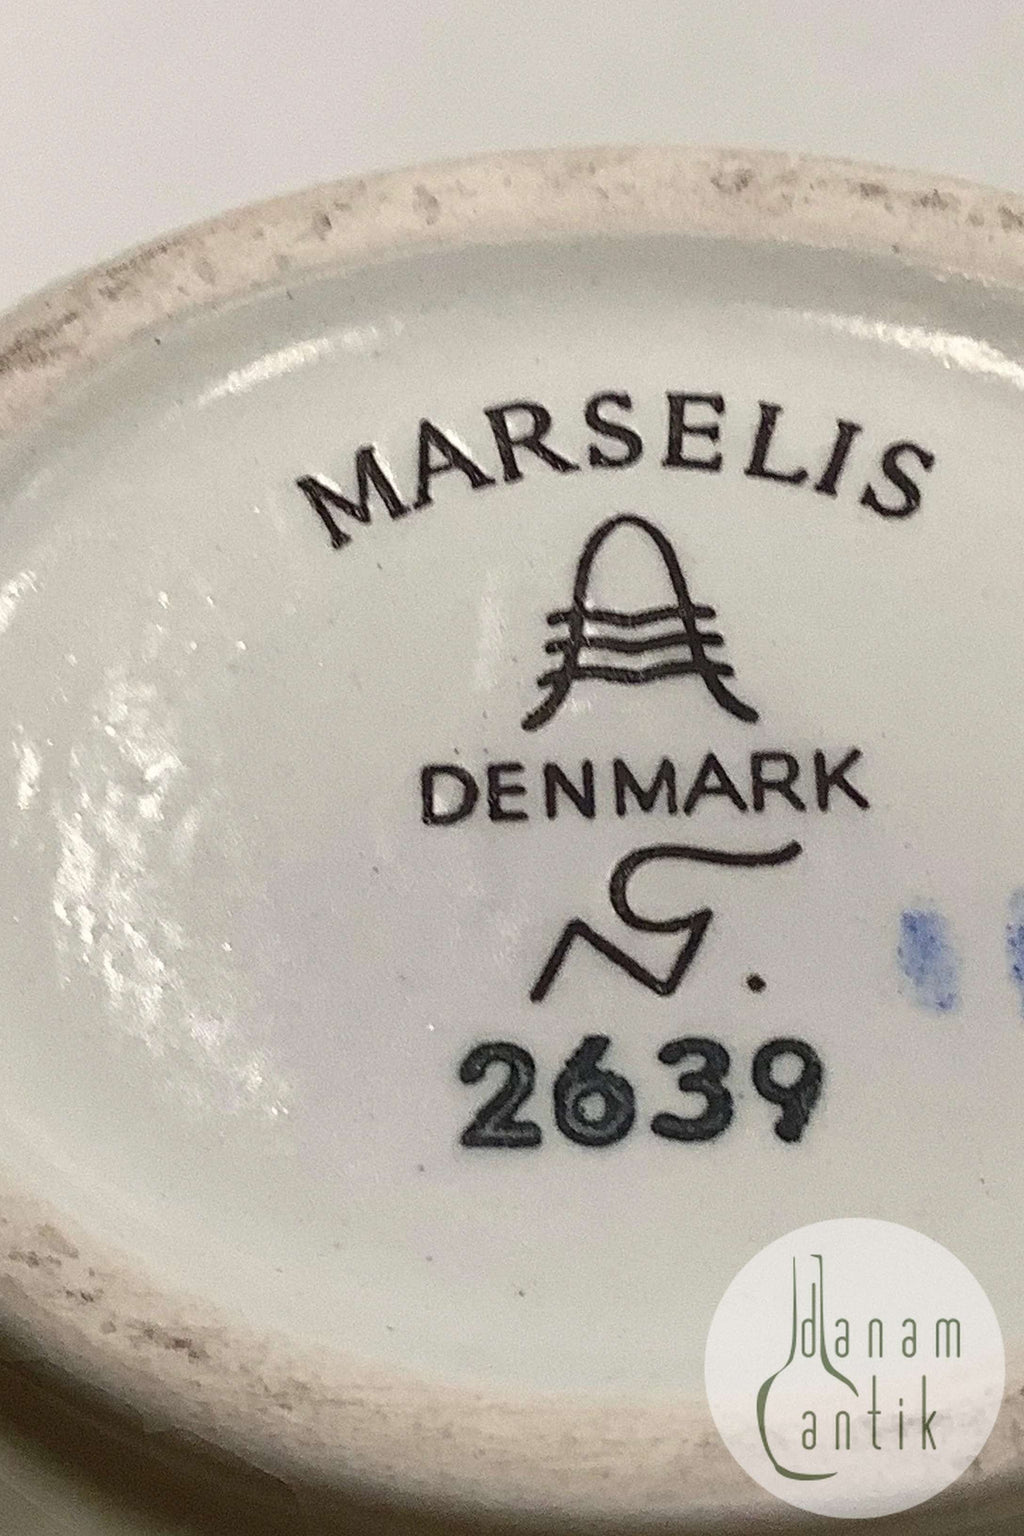 MARSELIS
DENMARK
2639
danam
antik